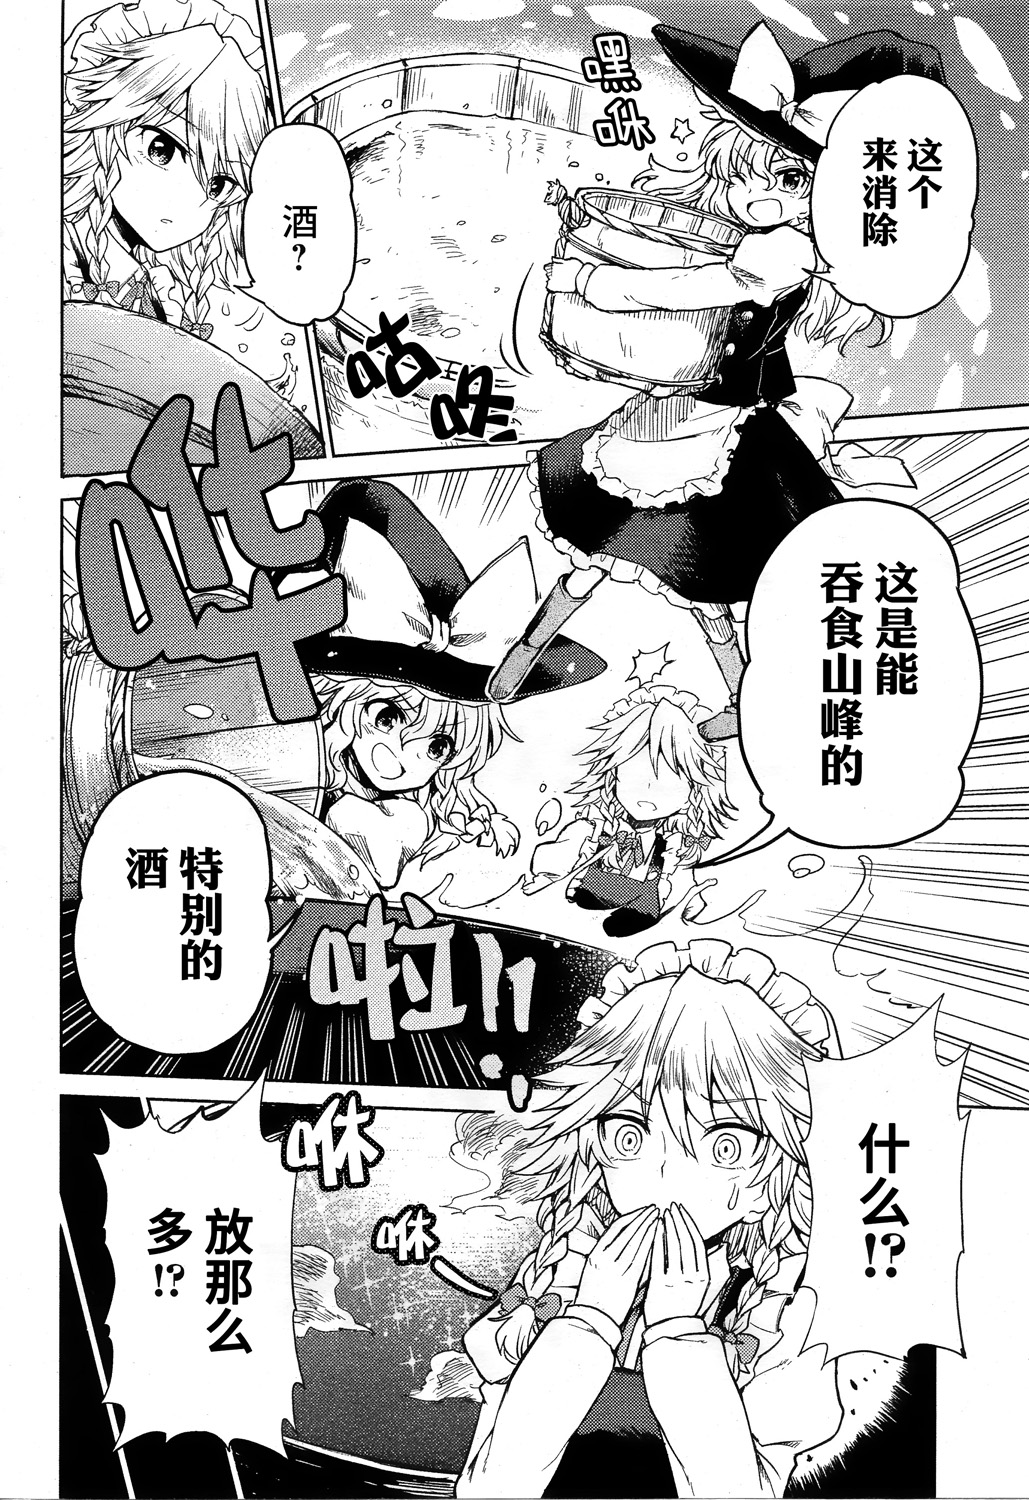 这个
来消除
嘿
咻
酒？
咕
咚
这是能
吞食山峰的
哗
特别的
酒
啦！！
什么！？
咻
咻
放那么
多！？